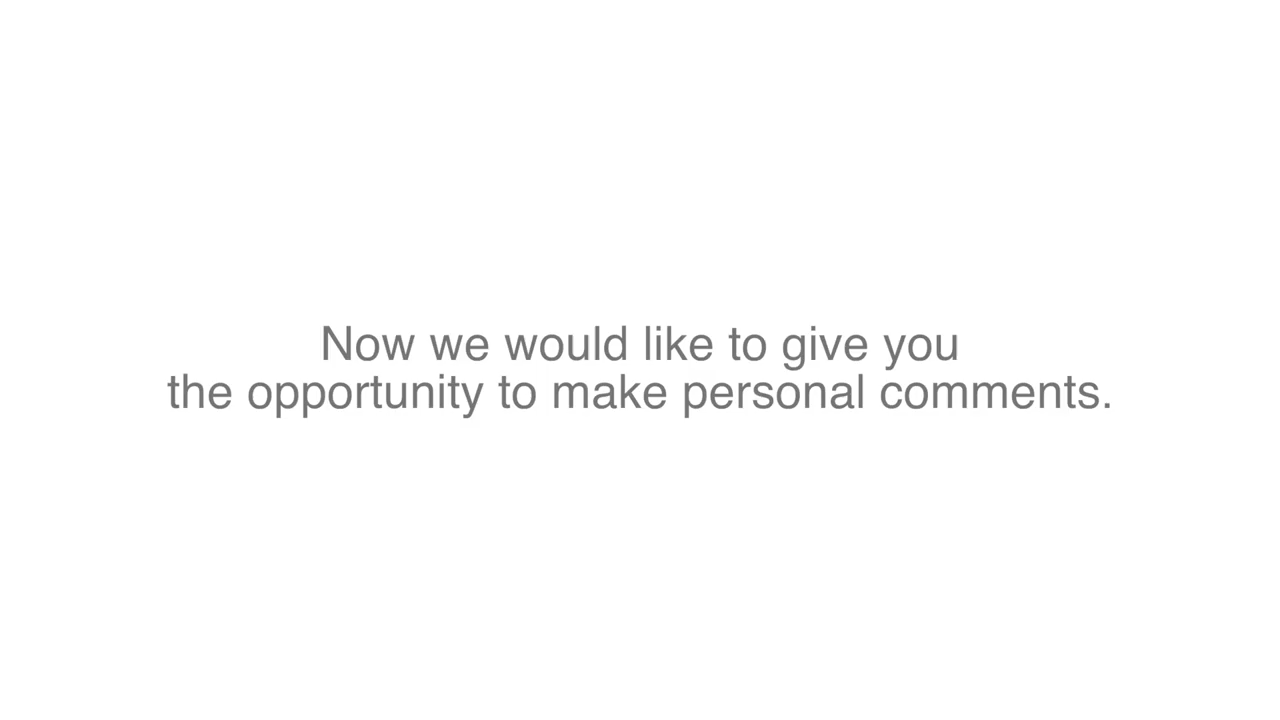 Now we would like to give you
the opportunity to make personal comments.